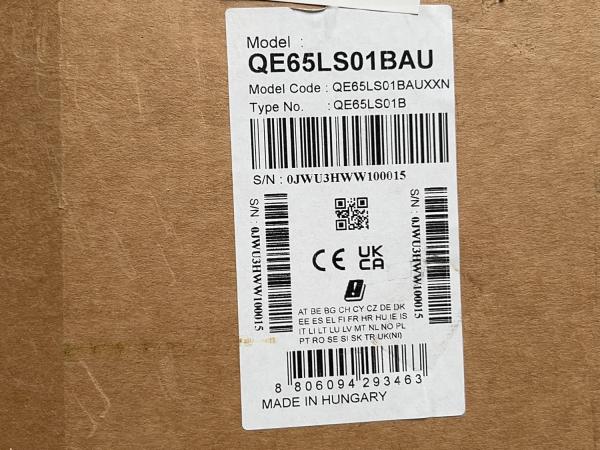 Model :
QE65LS01BAU
Model Code : QE65LS01BAUXXN
Type No. : QE65LS01B
S/N : 0JWU3HWW100015
S/N : 0JWU3HWW100015
S/N : 0JWU3HWW100015
CE UK
CA
AT BE BG CH CY CZ DE DK
EE ES EL FI FR HR HU IE IS
IT LI LT LU LV MT NL NO PL
PT RO SE SI SK TR UK(NI)
8 806094 293463
MADE IN HUNGARY